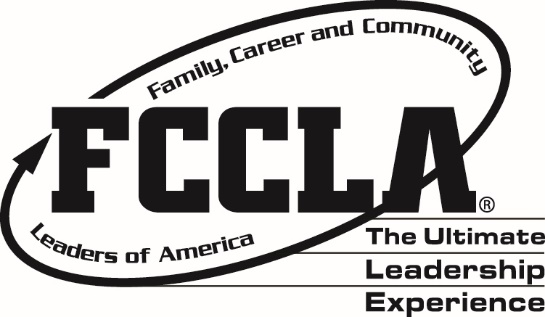 Family, Career and Community
FCCLA®
Leaders of America
The Ultimate
Leadership
Experience